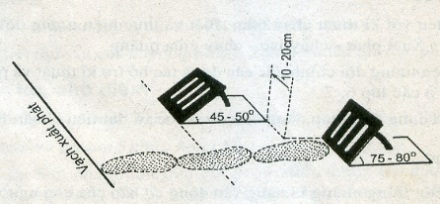 Vạch xuất phát
45 - 50°
10 - 20cm
75 - 80°